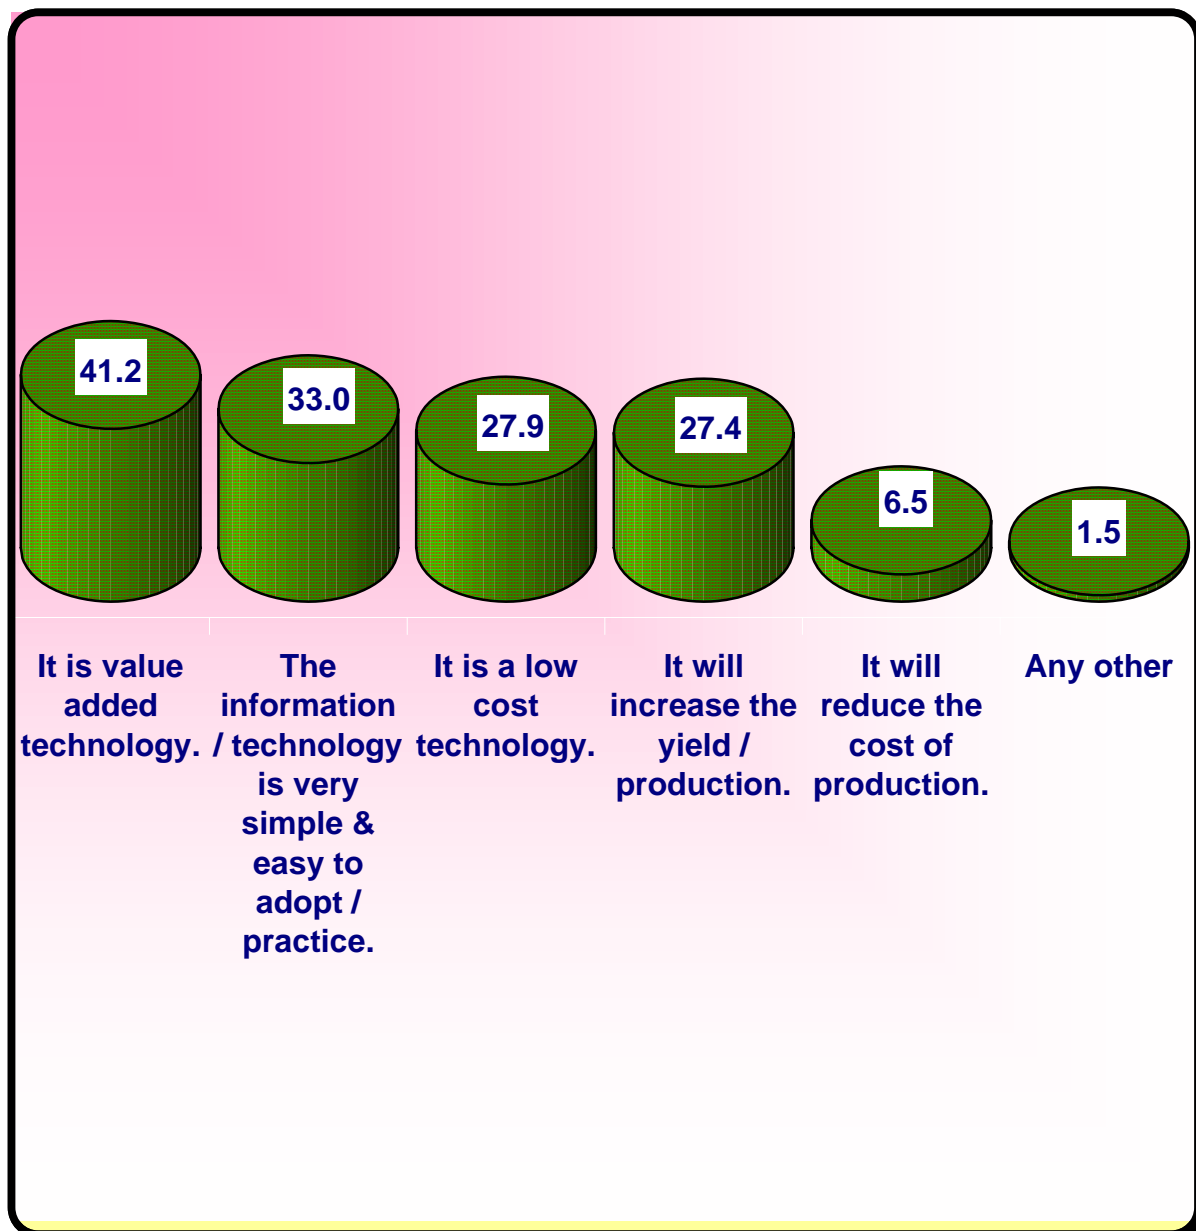 41.2
33.0
27.9
27.4
6.5
1.5
It is value
added
technology.
The
information
/ technology
is very
simple &
easy to
adopt /
practice.
It is a low
cost
technology.
It will
increase the
yield /
production.
It will
reduce the
cost of
production.
Any other